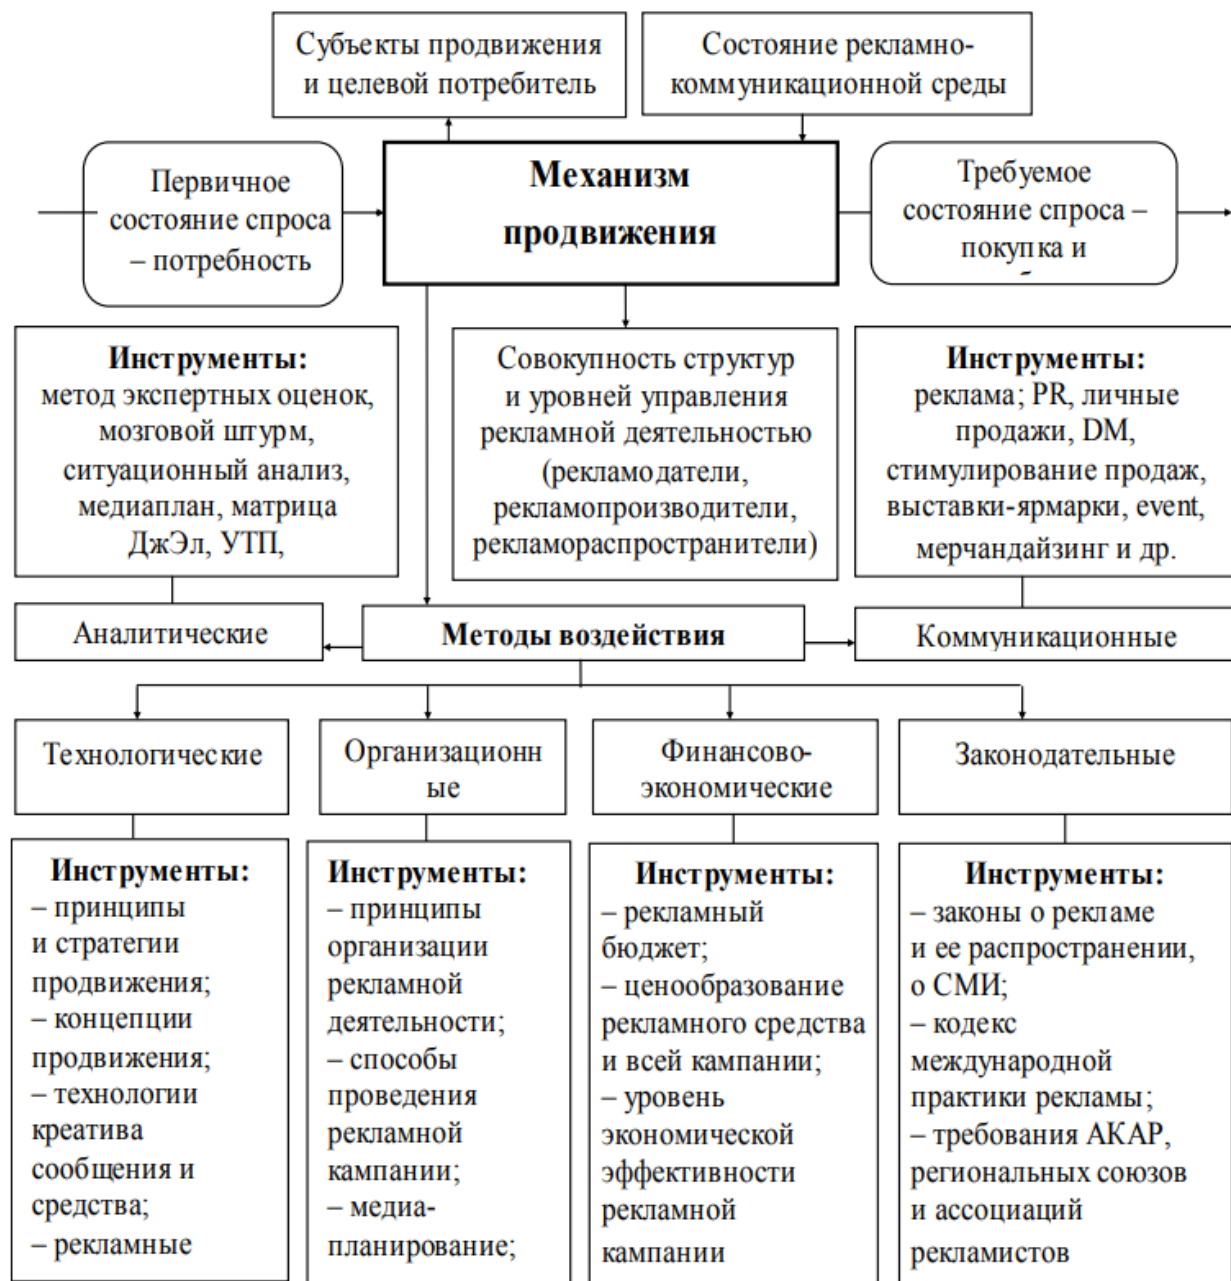 Субъекты продвижения
и целевой потребитель
Состояние рекламно-
коммуникационной среды
Первичное
состояние спроса
– потребность
Механизм
продвижения
Требуемое
состояние спроса –
покупка и
Инструменты:
метод экспертных оценок,
мозговой штурм,
ситуационный анализ,
медиаплан, матрица
ДжЭл, УТП,
Совокупность структур
и уровней управления
рекламной деятельностью
(рекламодатели,
рекламопроизводители,
рекламораспространители)
Инструменты:
реклама; PR, личные
продажи, DM,
стимулирование продаж,
выставки-ярмарки, event,
мерчандайзинг и др.
Аналитические
Методы воздействия
Коммуникационные
Технологические
Организационн
ые
Финансово-
экономические
Законодательные
Инструменты:
– принципы
и стратегии
продвижения;
– концепции
продвижения;
– технологии
креатива
сообщения и
средства;
– рекламные
Инструменты:
– принципы
организации
рекламной
деятельности;
– способы
проведения
рекламной
кампании;
– медиа-
планирование;
Инструменты:
– рекламный
бюджет;
– ценообразование
рекламного средства
и всей кампании;
– уровень
экономической
эффективности
рекламной
кампании
Инструменты:
– законы о рекламе
и ее распространении,
о СМИ;
– кодекс
международной
практики рекламы;
– требования АКАР,
региональных союзов
и ассоциаций
рекламистов